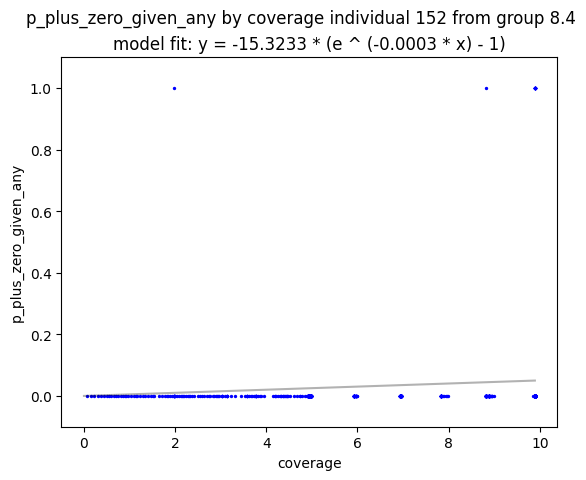 p_plus_zero_given_any by coverage individual 152 from group 8.4
model fit: y = -15.3233 * (e ^ (-0.0003 * x) - 1)
p_plus_zero_given_any
1.0
0.8
0.6
0.4
0.2
0.0
0 2 4 6 8 10
coverage